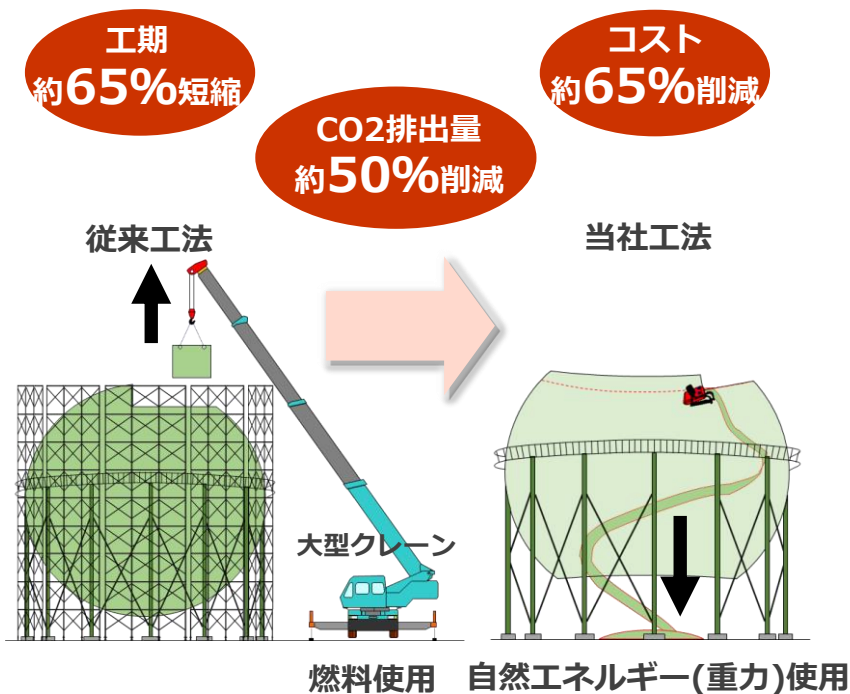 工期
約65%短縮
コスト
約65%削減
CO2排出量
約50%削減
従来工法
当社工法
大型クレーン
燃料使用
自然エネルギー(重力)使用